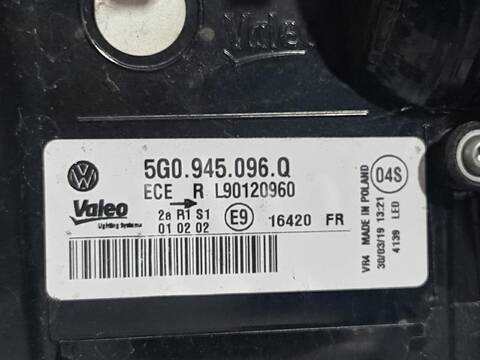 Valeo
5G0.945.096.Q
ECE R L90120960
Valeo
Lighting Systems
2a R1 S1
01 02 02
E9
16420 FR
04S
VR4 MADE IN POLAND
30/03/19 13:21
4139 LED